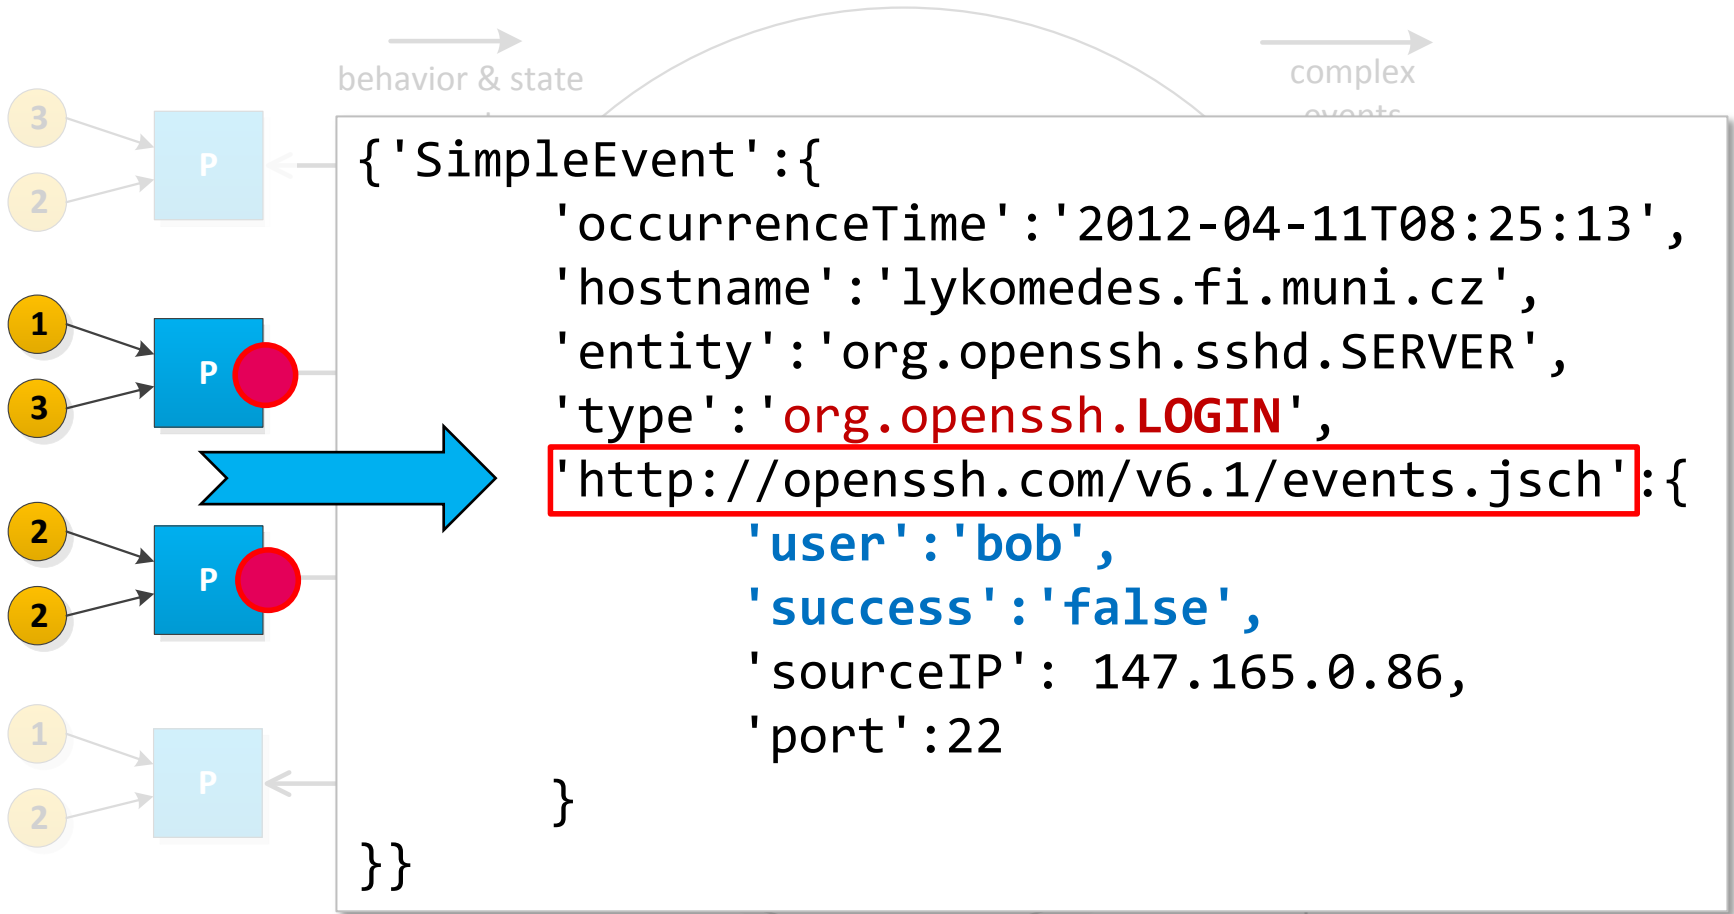 behavior & state
complex
events
3
2
P
1
3
P
2
2
P
1
2
P
{'SimpleEvent':{
'occurrenceTime':'2012-04-11T08:25:13',
'hostname':'lykomedes.fi.muni.cz',
'entity':'org.openssh.sshd.SERVER',
'type':'org.openssh.LOGIN',
'http://openssh.com/v6.1/events.jsch':{
'user':'bob',
'success':'false',
'sourceIP': 147.165.0.86,
'port':22
}
}}